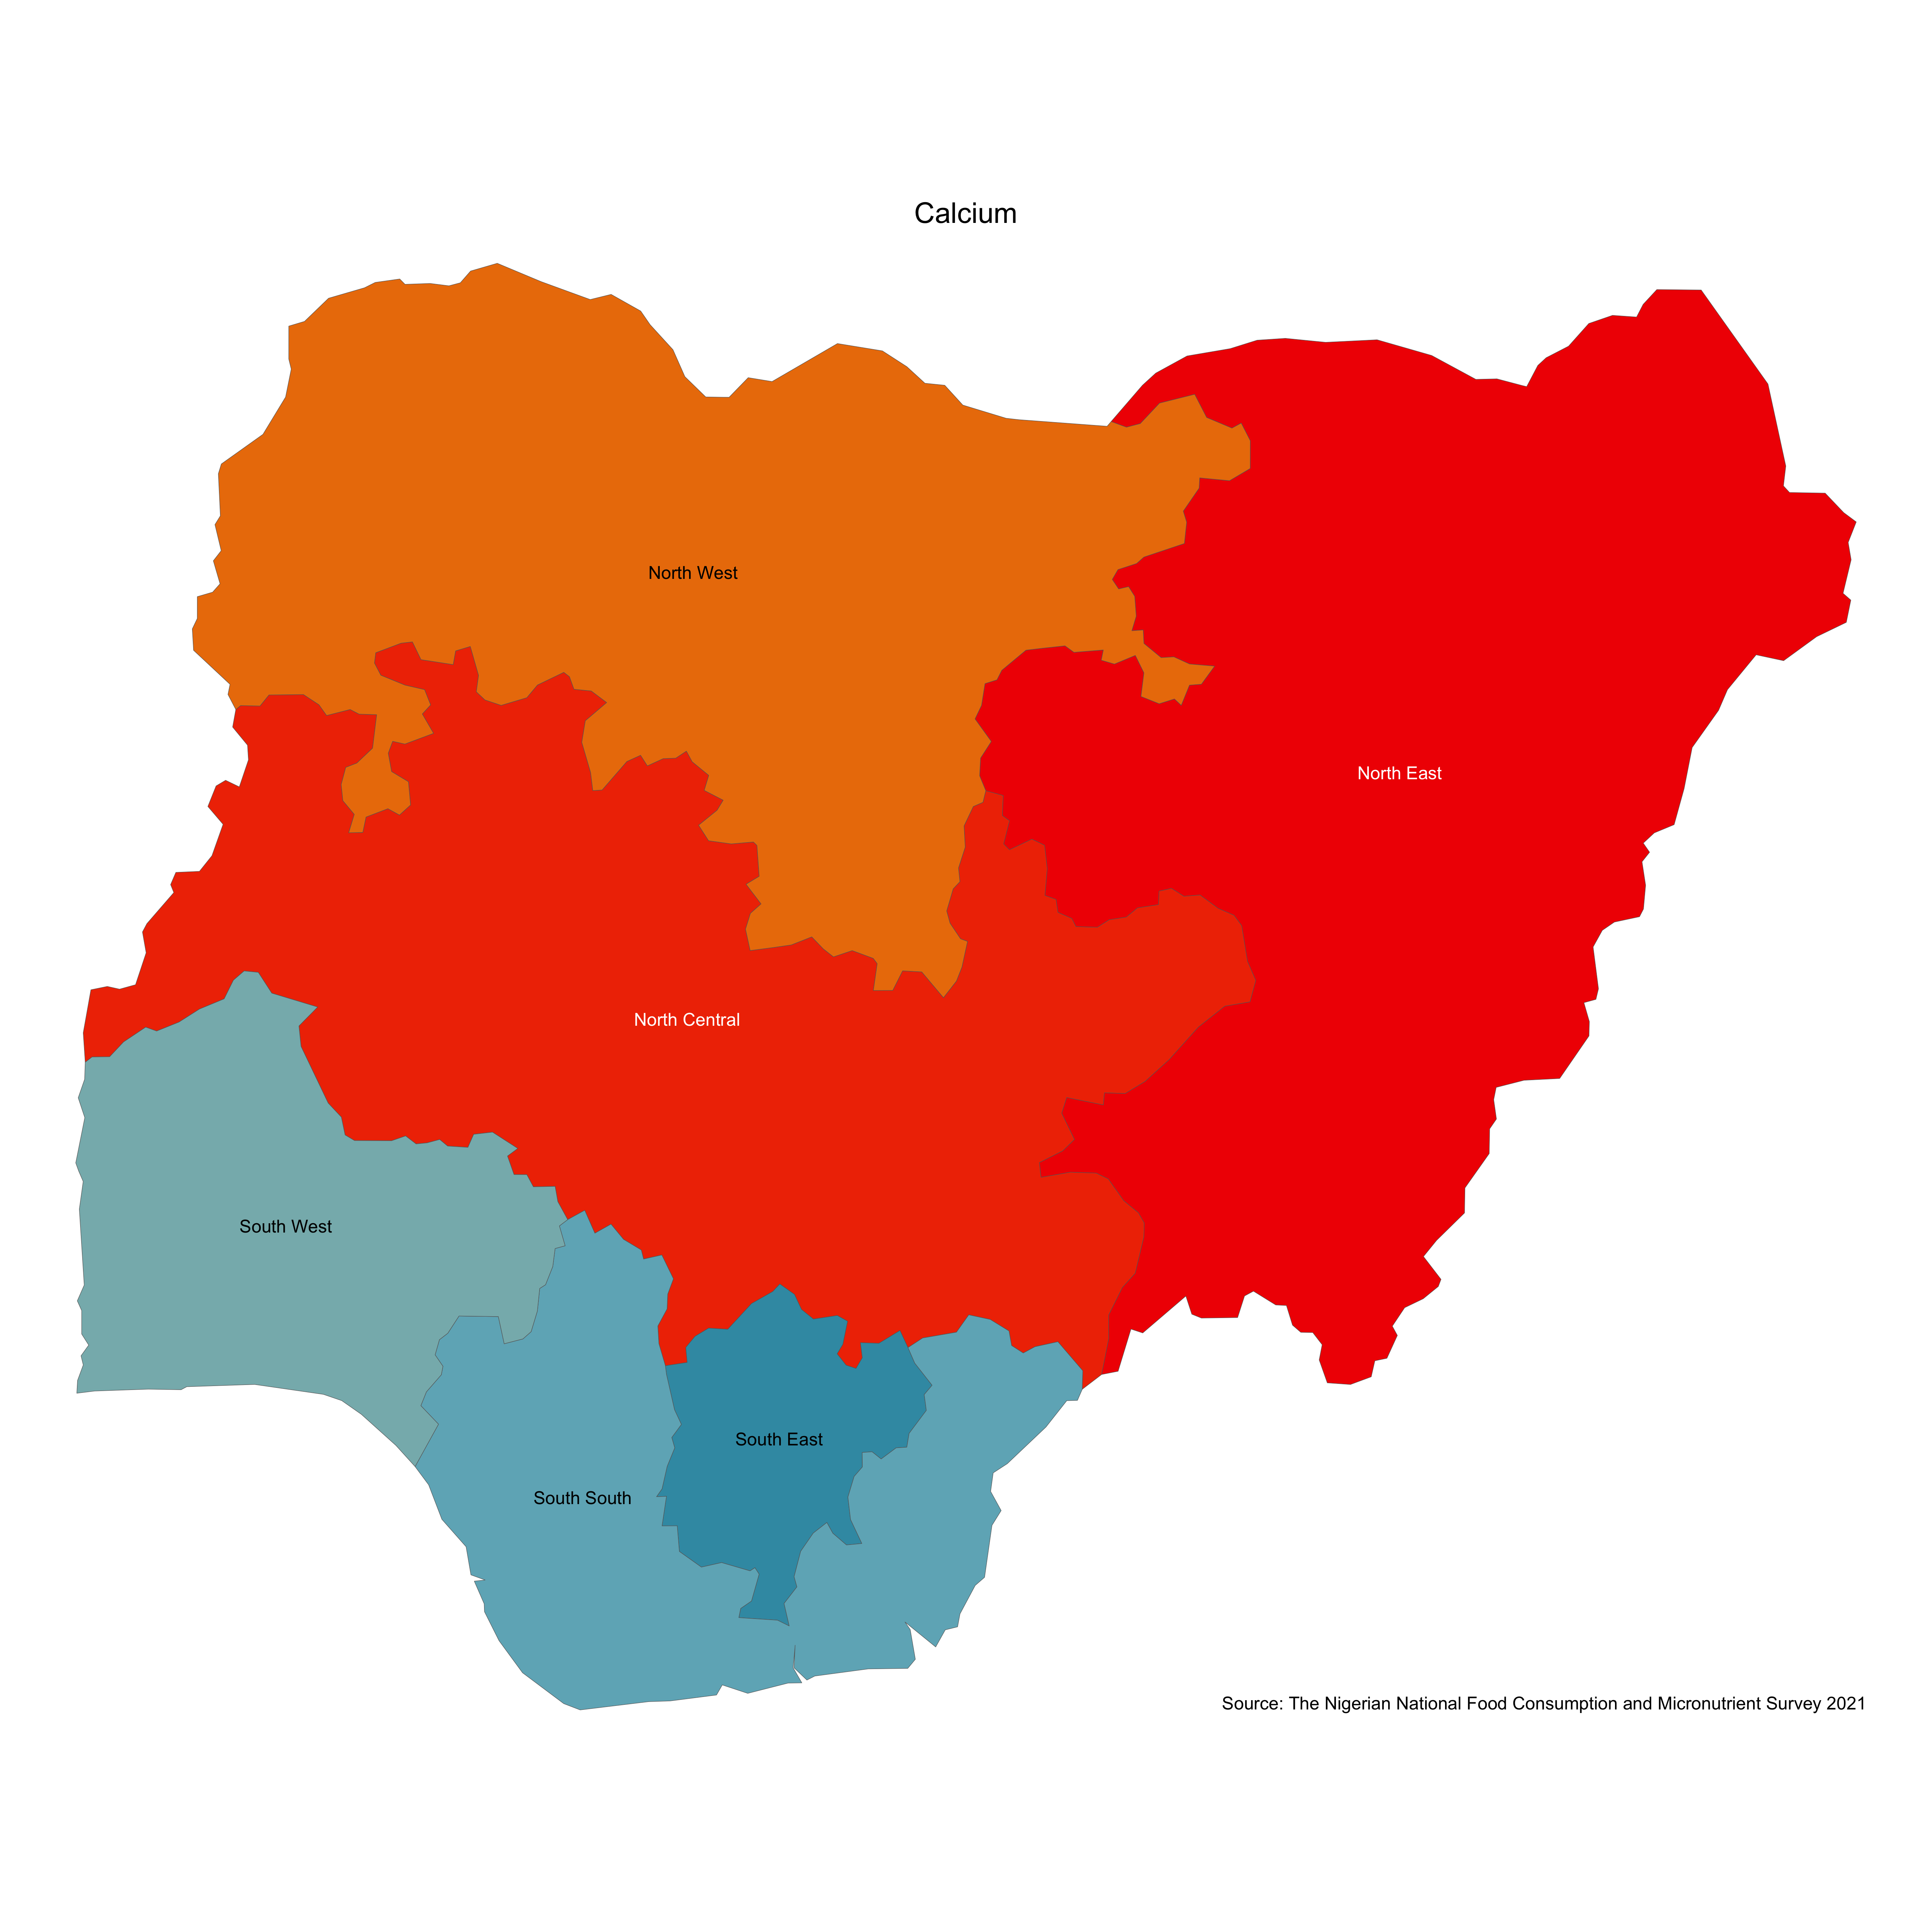 Calcium
North West
North East
North Central
South West
South East
South South
Source: The Nigerian National Food Consumption and Micronutrient Survey 2021